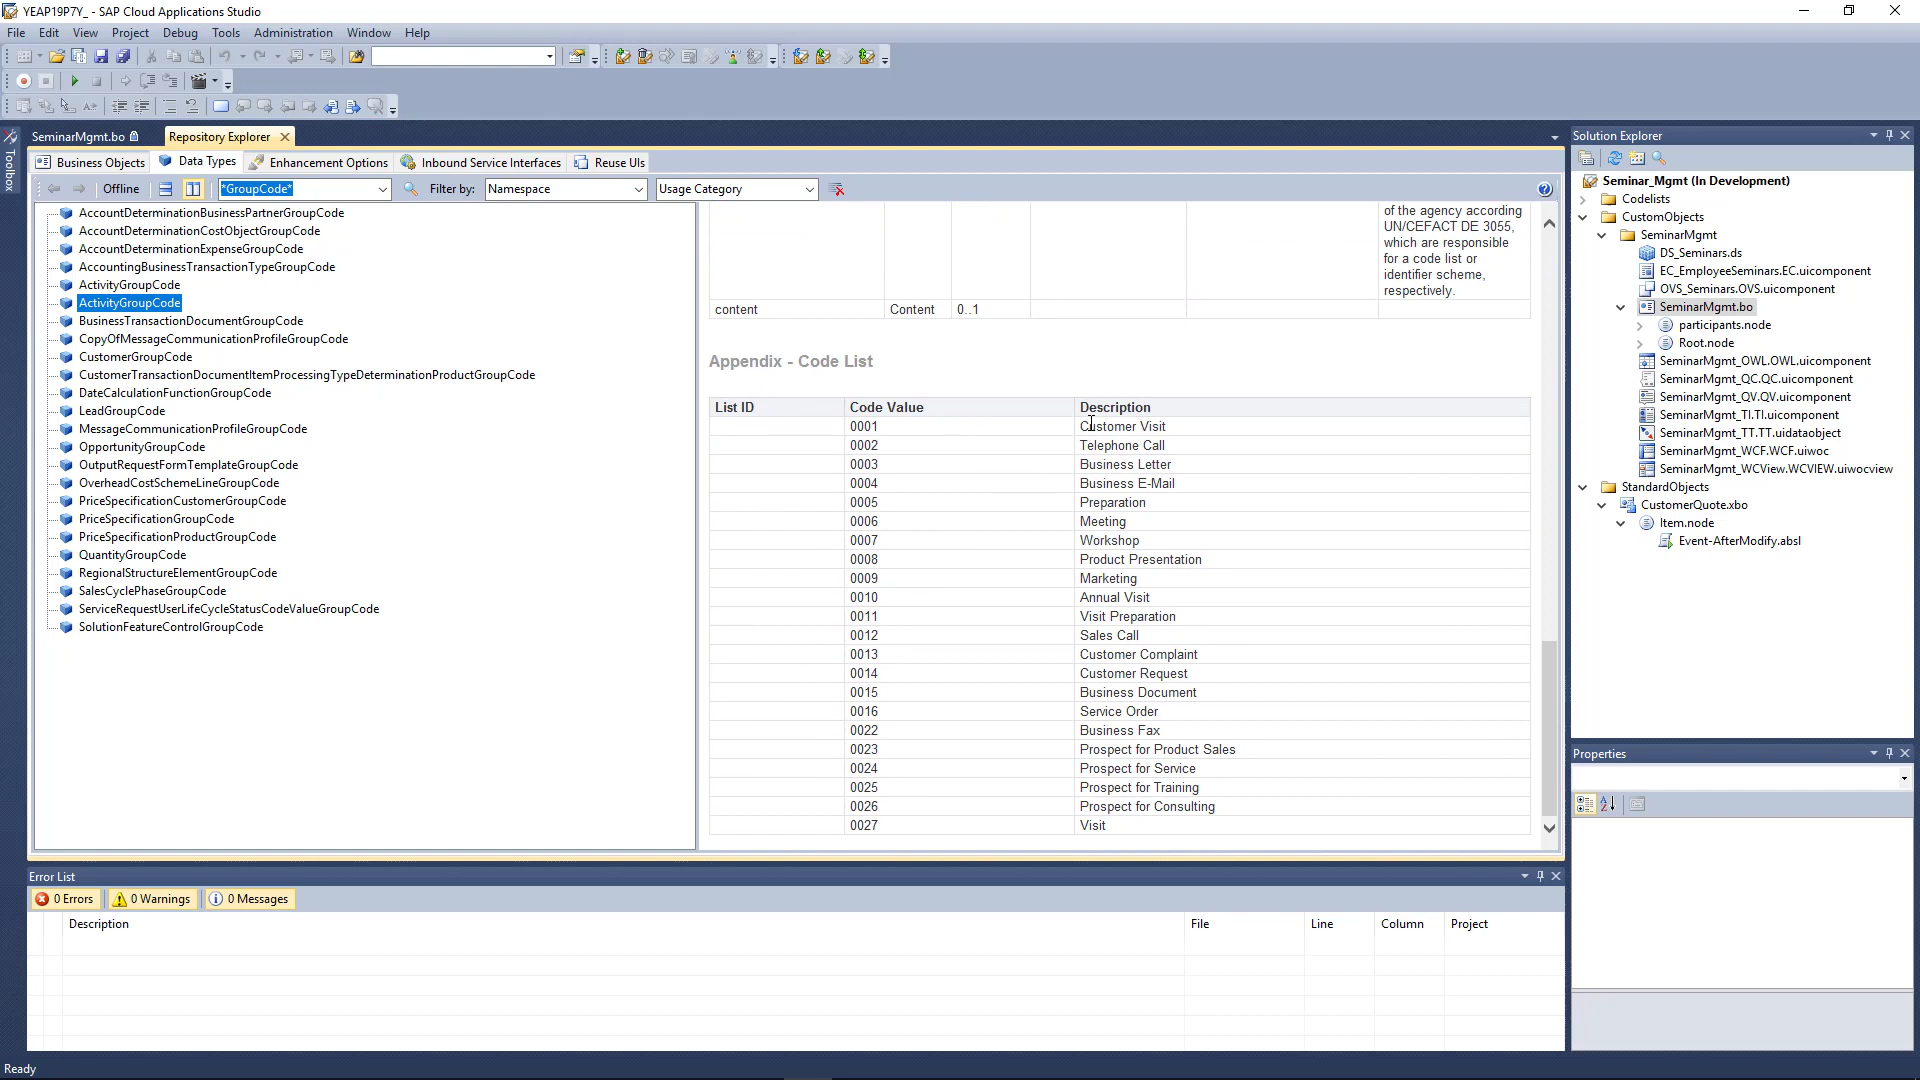 YEAP19P7Y_ - SAP Cloud Applications Studio
File Edit View Project Debug Tools Administration Window Help
SeminarMgmt.bo Repository Explorer
Toolbox
Business Objects Data Types Enhancement Options Inbound Service Interfaces Reuse UIs
Offline *GroupCode* Filter by: Namespace Usage Category
AccountDeterminationBusinessPartnerGroupCode
AccountDeterminationCostObjectGroupCode
AccountDeterminationExpenseGroupCode
AccountingBusinessTransactionTypeGroupCode
ActivityGroupCode
ActivityGroupCode
BusinessTransactionDocumentGroupCode
CopyOfMessageCommunicationProfileGroupCode
CustomerGroupCode
CustomerTransactionDocumentItemProcessingTypeDeterminationProductGroupCode
DateCalculationFunctionGroupCode
LeadGroupCode
MessageCommunicationProfileGroupCode
OpportunityGroupCode
OutputRequestFormTemplateGroupCode
OverheadCostSchemeLineGroupCode
PriceSpecificationCustomerGroupCode
PriceSpecificationGroupCode
PriceSpecificationProductGroupCode
QuantityGroupCode
RegionalStructureElementGroupCode
SalesCyclePhaseGroupCode
ServiceRequestUserLifeCycleStatusCodeValueGroupCode
SolutionFeatureControlGroupCode
of the agency according
UN/CEFACT DE 3055,
which are responsible
for a code list or
identifier scheme,
respectively.
content Content 0..1
Appendix - Code List
List ID Code Value Description
0001 Customer Visit
0002 Telephone Call
0003 Business Letter
0004 Business E-Mail
0005 Preparation
0006 Meeting
0007 Workshop
0008 Product Presentation
0009 Marketing
0010 Annual Visit
0011 Visit Preparation
0012 Sales Call
0013 Customer Complaint
0014 Customer Request
0015 Business Document
0016 Service Order
0022 Business Fax
0023 Prospect for Product Sales
0024 Prospect for Service
0025 Prospect for Training
0026 Prospect for Consulting
0027 Visit
Solution Explorer
Seminar_Mgmt (In Development)
Codelists
CustomObjects
SeminarMgmt
DS_Seminars.ds
EC_EmployeeSeminars.EC.uicomponent
OVS_Seminars.OVS.uicomponent
SeminarMgmt.bo
participants.node
Root.node
SeminarMgmt_OWL.OWL.uicomponent
SeminarMgmt_QC.QC.uicomponent
SeminarMgmt_QV.QV.uicomponent
SeminarMgmt_TI.TI.uicomponent
SeminarMgmt_TT.TT.uidataobject
SeminarMgmt_WCF.WCF.uiwoc
SeminarMgmt_WCView.WCVIEW.uiwocview
StandardObjects
CustomerQuote.xbo
Item.node
Event-AfterModify.absl
Properties
Error List
0 Errors 0 Warnings 0 Messages
Description File Line Column Project
Ready